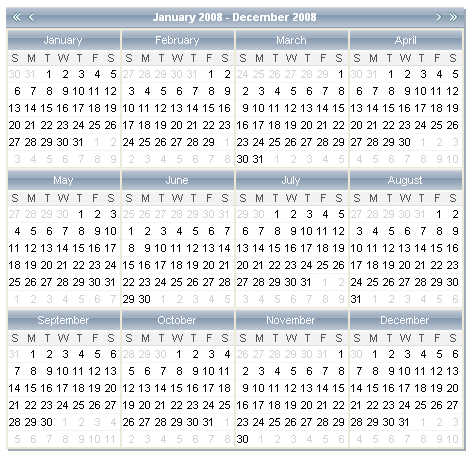 January 2008 - December 2008
January
S M T W T F S
30 31 1 2 3 4 5
6 7 8 9 10 11 12
13 14 15 16 17 18 19
20 21 22 23 24 25 26
27 28 29 30 31 1 2
3 4 5 6 7 8 9
February
S M T W T F S
27 28 29 30 31 1 2
3 4 5 6 7 8 9
10 11 12 13 14 15 16
17 18 19 20 21 22 23
24 25 26 27 28 29 1
2 3 4 5 6 7 8
March
S M T W T F S
24 25 26 27 28 29 1
2 3 4 5 6 7 8
9 10 11 12 13 14 15
16 17 18 19 20 21 22
23 24 25 26 27 28 29
30 31 1 2 3 4 5
April
S M T W T F S
30 31 1 2 3 4 5
6 7 8 9 10 11 12
13 14 15 16 17 18 19
20 21 22 23 24 25 26
27 28 29 30 1 2 3
4 5 6 7 8 9 10
May
S M T W T F S
27 28 29 30 1 2 3
4 5 6 7 8 9 10
11 12 13 14 15 16 17
18 19 20 21 22 23 24
25 26 27 28 29 30 31
1 2 3 4 5 6 7
June
S M T W T F S
25 26 27 28 29 30 31
1 2 3 4 5 6 7
8 9 10 11 12 13 14
15 16 17 18 19 20 21
22 23 24 25 26 27 28
29 30 1 2 3 4 5
July
S M T W T F S
29 30 1 2 3 4 5
6 7 8 9 10 11 12
13 14 15 16 17 18 19
20 21 22 23 24 25 26
27 28 29 30 31 1 2
3 4 5 6 7 8 9
August
S M T W T F S
27 28 29 30 31 1 2
3 4 5 6 7 8 9
10 11 12 13 14 15 16
17 18 19 20 21 22 23
24 25 26 27 28 29 30
31 1 2 3 4 5 6
September
S M T W T F S
31 1 2 3 4 5 6
7 8 9 10 11 12 13
14 15 16 17 18 19 20
21 22 23 24 25 26 27
28 29 30 1 2 3 4
5 6 7 8 9 10 11
October
S M T W T F S
28 29 30 1 2 3 4
5 6 7 8 9 10 11
12 13 14 15 16 17 18
19 20 21 22 23 24 25
26 27 28 29 30 31 1
2 3 4 5 6 7 8
November
S M T W T F S
26 27 28 29 30 31 1
2 3 4 5 6 7 8
9 10 11 12 13 14 15
16 17 18 19 20 21 22
23 24 25 26 27 28 29
30 1 2 3 4 5 6
December
S M T W T F S
30 1 2 3 4 5 6
7 8 9 10 11 12 13
14 15 16 17 18 19 20
21 22 23 24 25 26 27
28 29 30 31 1 2 3
4 5 6 7 8 9 10